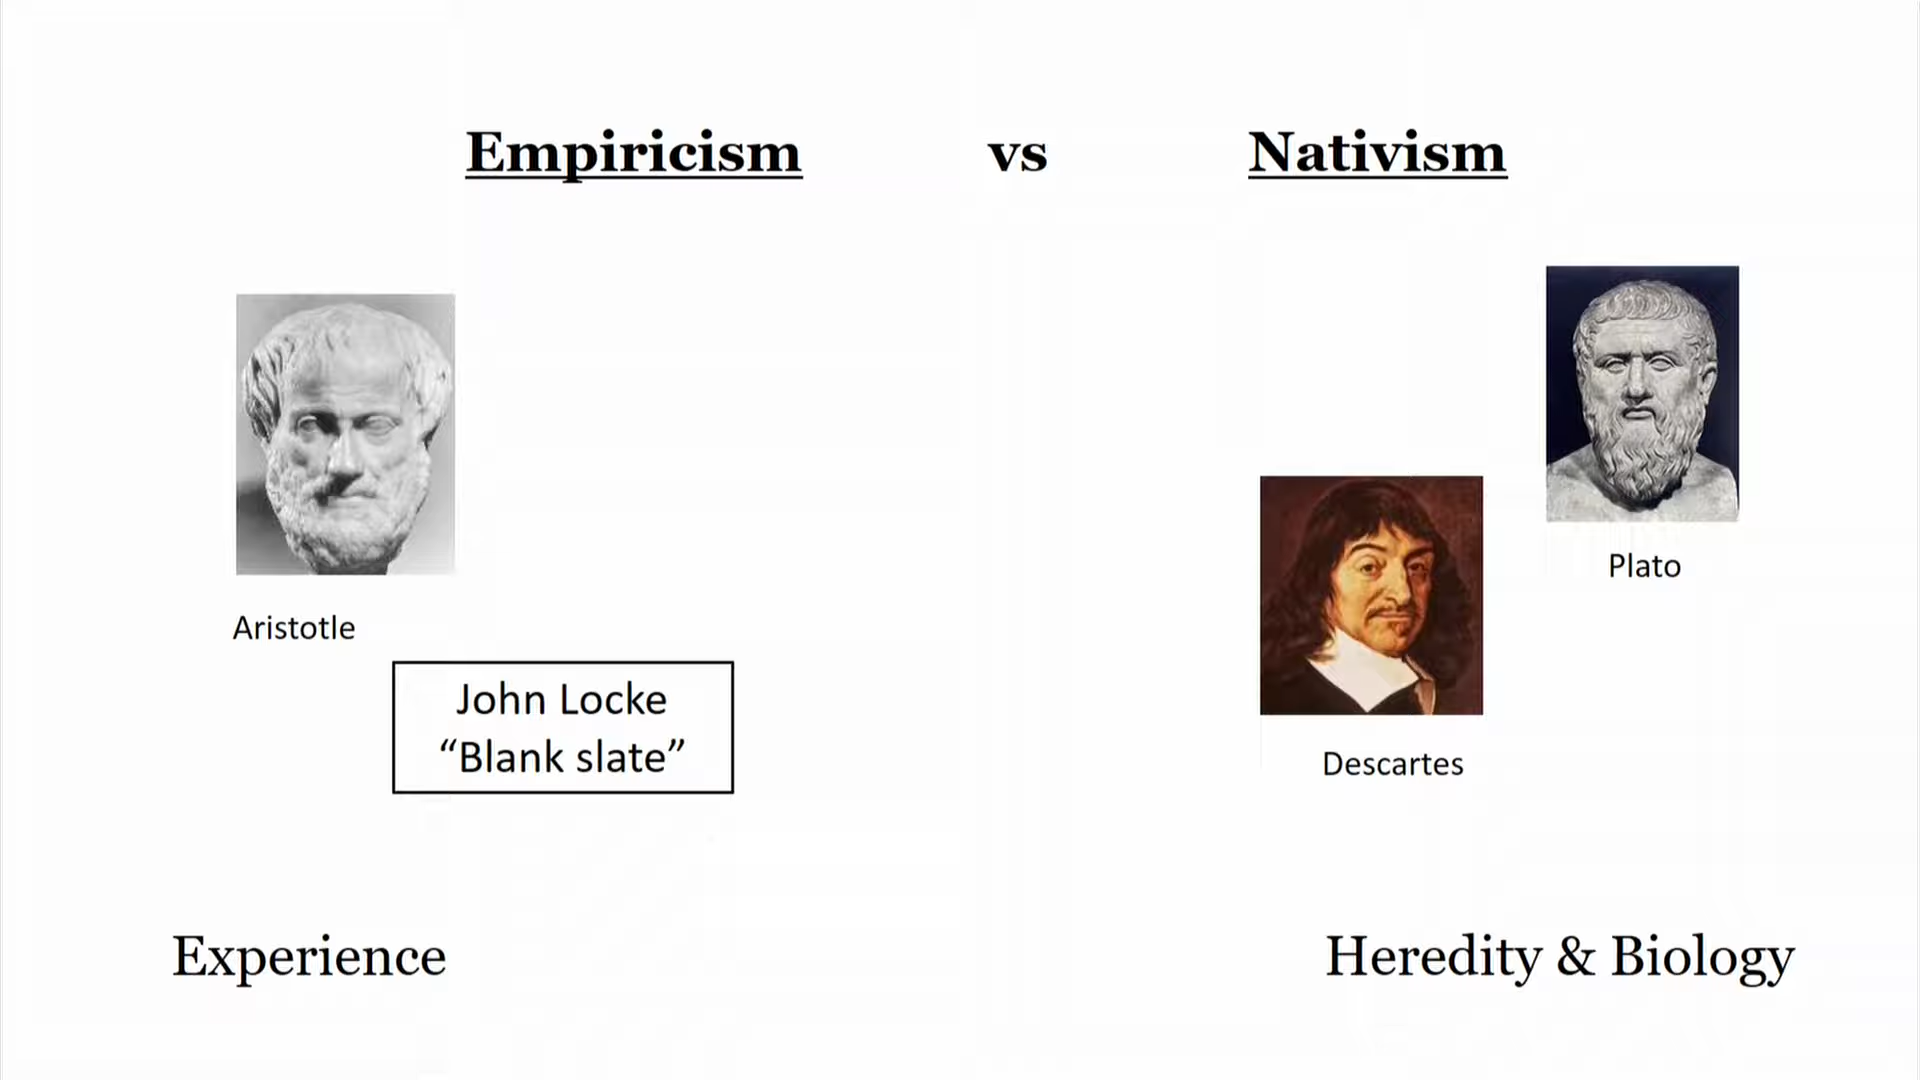 Empiricism vs Nativism
Aristotle
John Locke
“Blank slate”
Plato
Descartes
Experience
Heredity & Biology